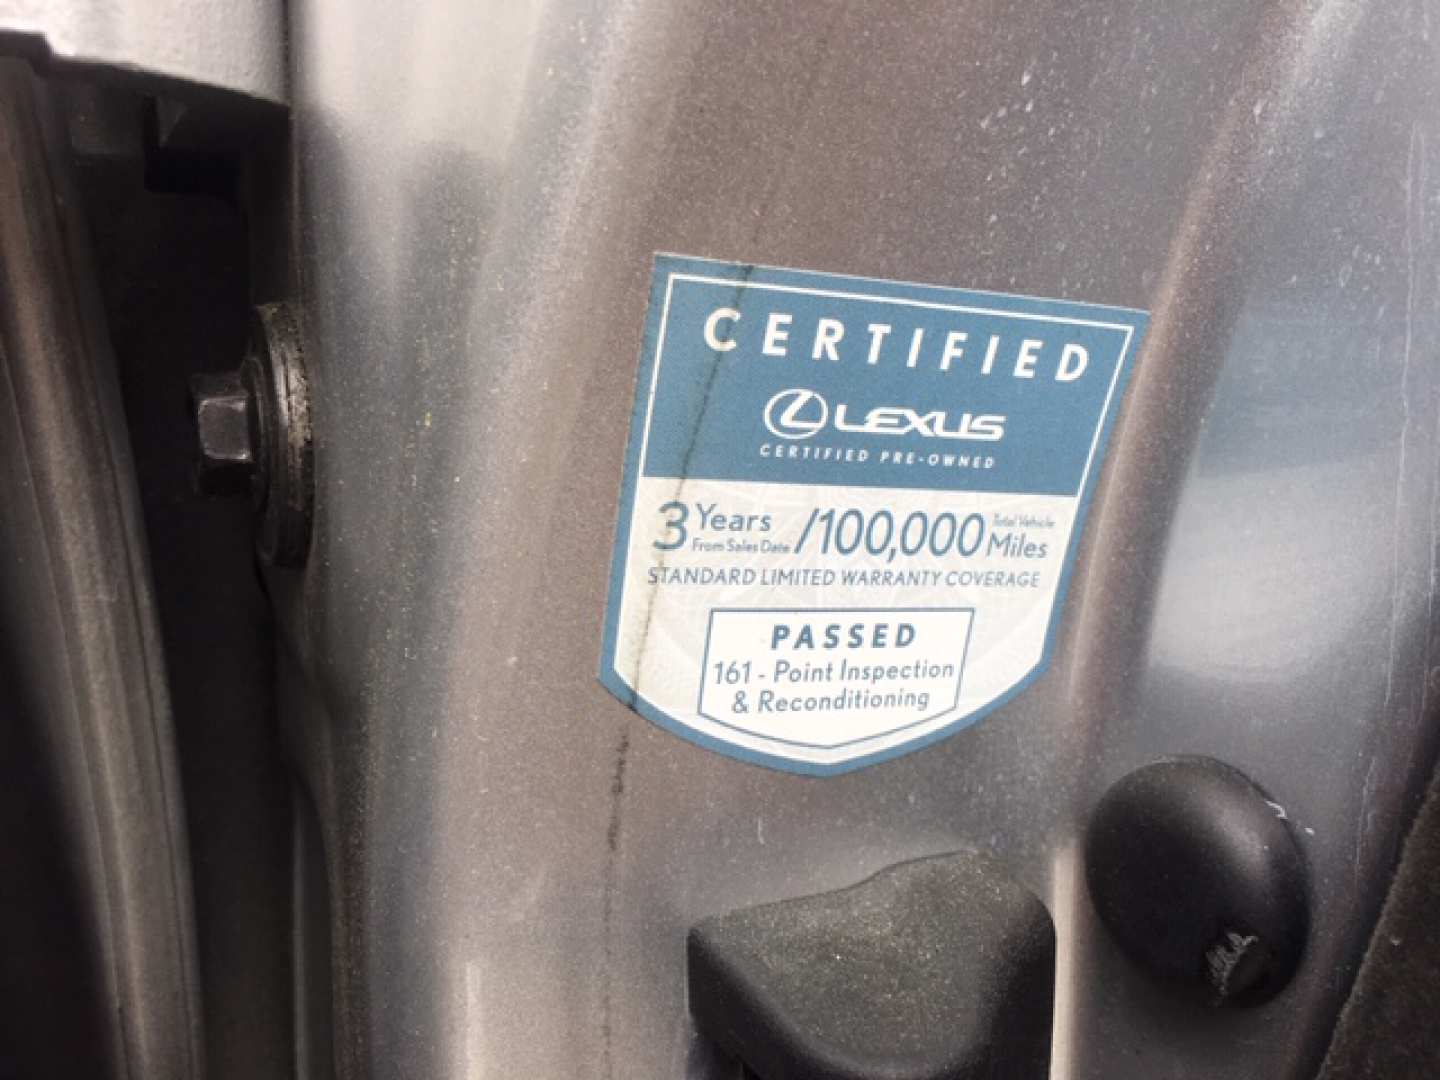 CERTIFIED
LEXUS
CERTIFIED PRE-OWNED
3 Years From Sales Date /100,000 Total Vehicle Miles
STANDARD LIMITED WARRANTY COVERAGE
PASSED
161 - Point Inspection
& Reconditioning